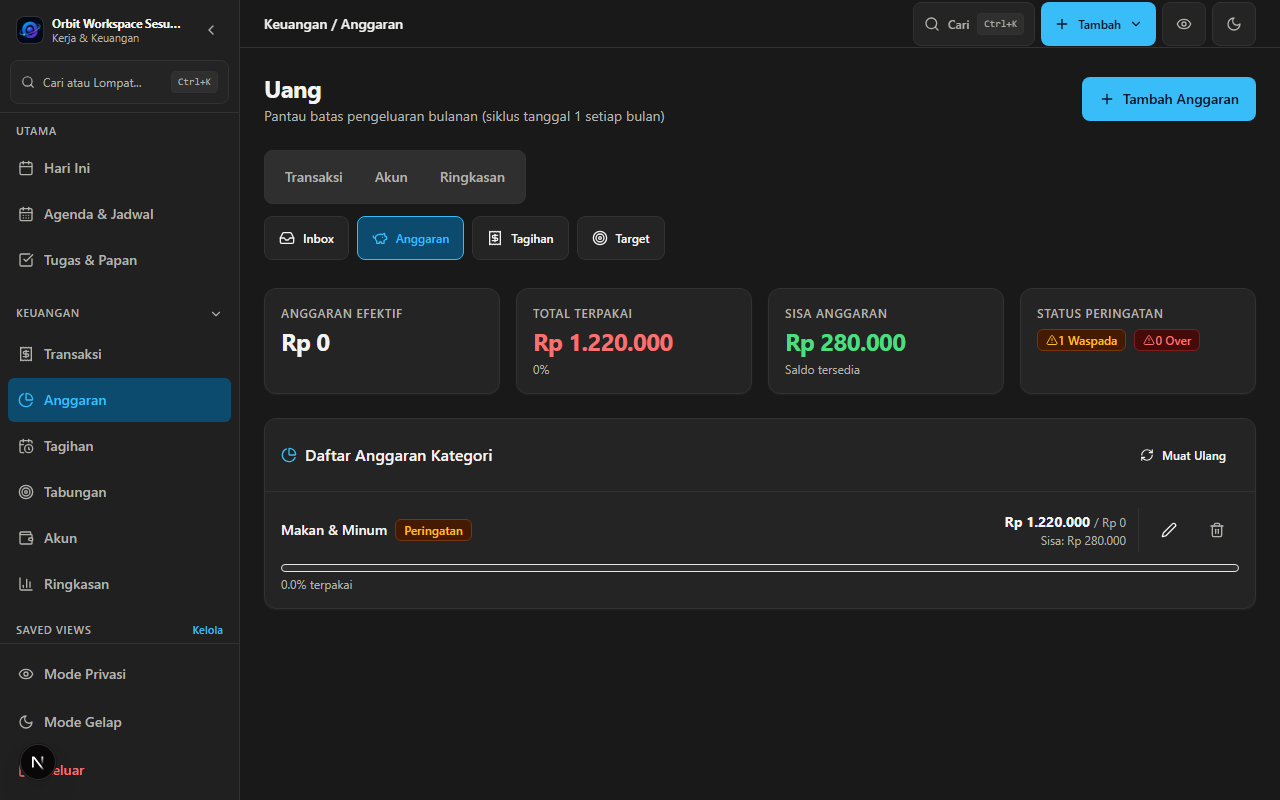 Orbit Workspace Sesu...
Kerja & Keuangan
Cari atau Lompat... Ctrl+K
UTAMA
Hari Ini
Agenda & Jadwal
Tugas & Papan
KEUANGAN
Transaksi
Anggaran
Tagihan
Tabungan
Akun
Ringkasan
SAVED VIEWS Kelola
Mode Privasi
Mode Gelap
N eluar
Keuangan / Anggaran
Cari Ctrl+K
Tambah
Uang
Pantau batas pengeluaran bulanan (siklus tanggal 1 setiap bulan)
Tambah Anggaran
Transaksi Akun Ringkasan
Inbox Anggaran Tagihan Target
ANGGARAN EFEKTIF
Rp 0
TOTAL TERPAKAI
Rp 1.220.000
0%
SISA ANGGARAN
Rp 280.000
Saldo tersedia
STATUS PERINGATAN
1 Waspada 0 Over
Daftar Anggaran Kategori
Muat Ulang
Makan & Minum Peringatan
Rp 1.220.000 / Rp 0
Sisa: Rp 280.000
0.0% terpakai